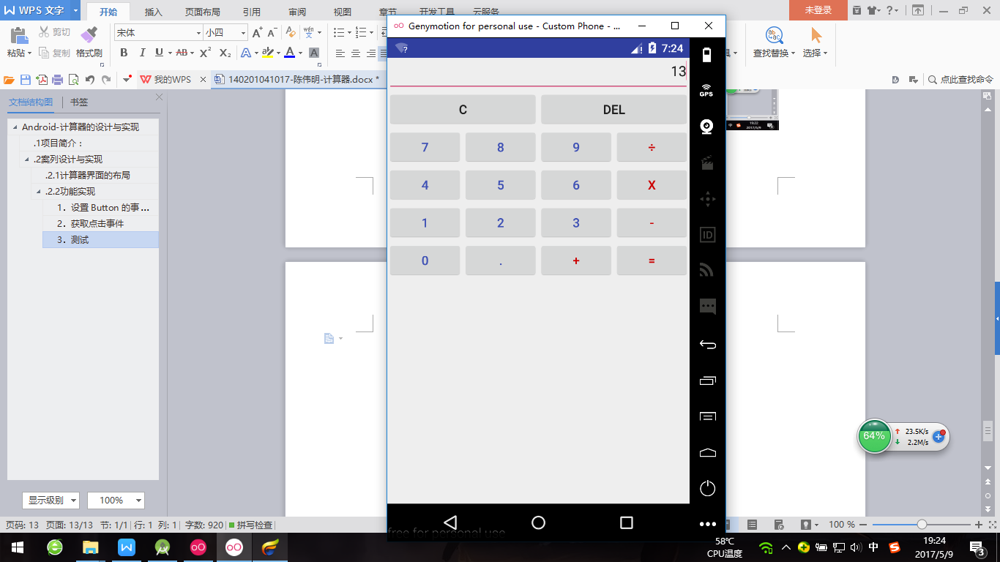 WPS 文字
开始 插入 页面布局 引用 审阅 视图 章节 开发工具 云服务
未登录
粘贴 剪切 复制 格式刷
宋体 小四
B I U AB X² X₂ A
查找替换 选择
我的WPS 140201041017-陈伟明-计算器.docx *
点此查找命令
文档结构图 书签
Android-计算器的设计与实现
.1项目简介：
.2案列设计与实现
.2.1计算器界面的布局
.2.2功能实现
1．设置 Button 的事...
2．获取点击事件
3．测试
显示级别 100%
Genymotion for personal use - Custom Phone - ...
7:24
13
C DEL
7 8 9 ÷
4 5 6 X
1 2 3 -
0 . + =
GPS
ID
free for personal use
19:22
2017/5/9
64% 23.5K/s
2.2M/s
页码: 13 页面: 13/13 节: 1/1 行: 1 列: 1 字数: 920 拼写检查
100 %
58℃
CPU温度
中
19:24
2017/5/9
3